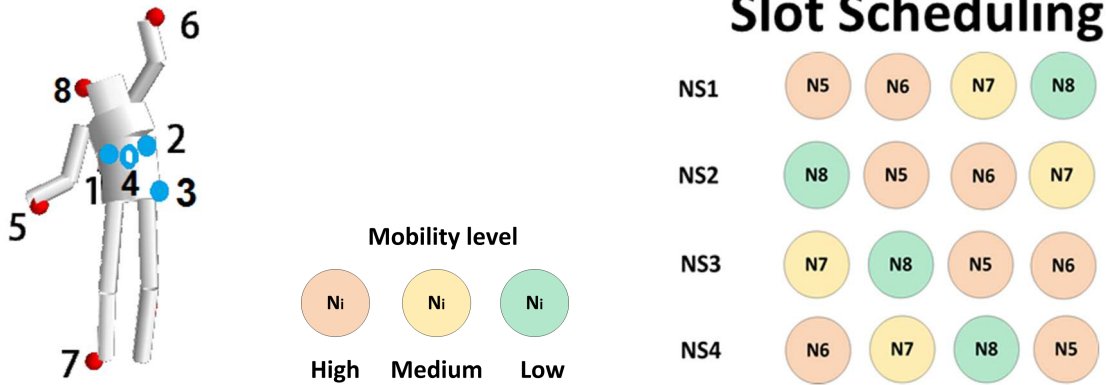 6
8
2
1
4
3
5
7
Mobility level
Ni Ni Ni
High Medium Low
Slot Scheduling
NS1 N5 N6 N7 N8
NS2 N8 N5 N6 N7
NS3 N7 N8 N5 N6
NS4 N6 N7 N8 N5